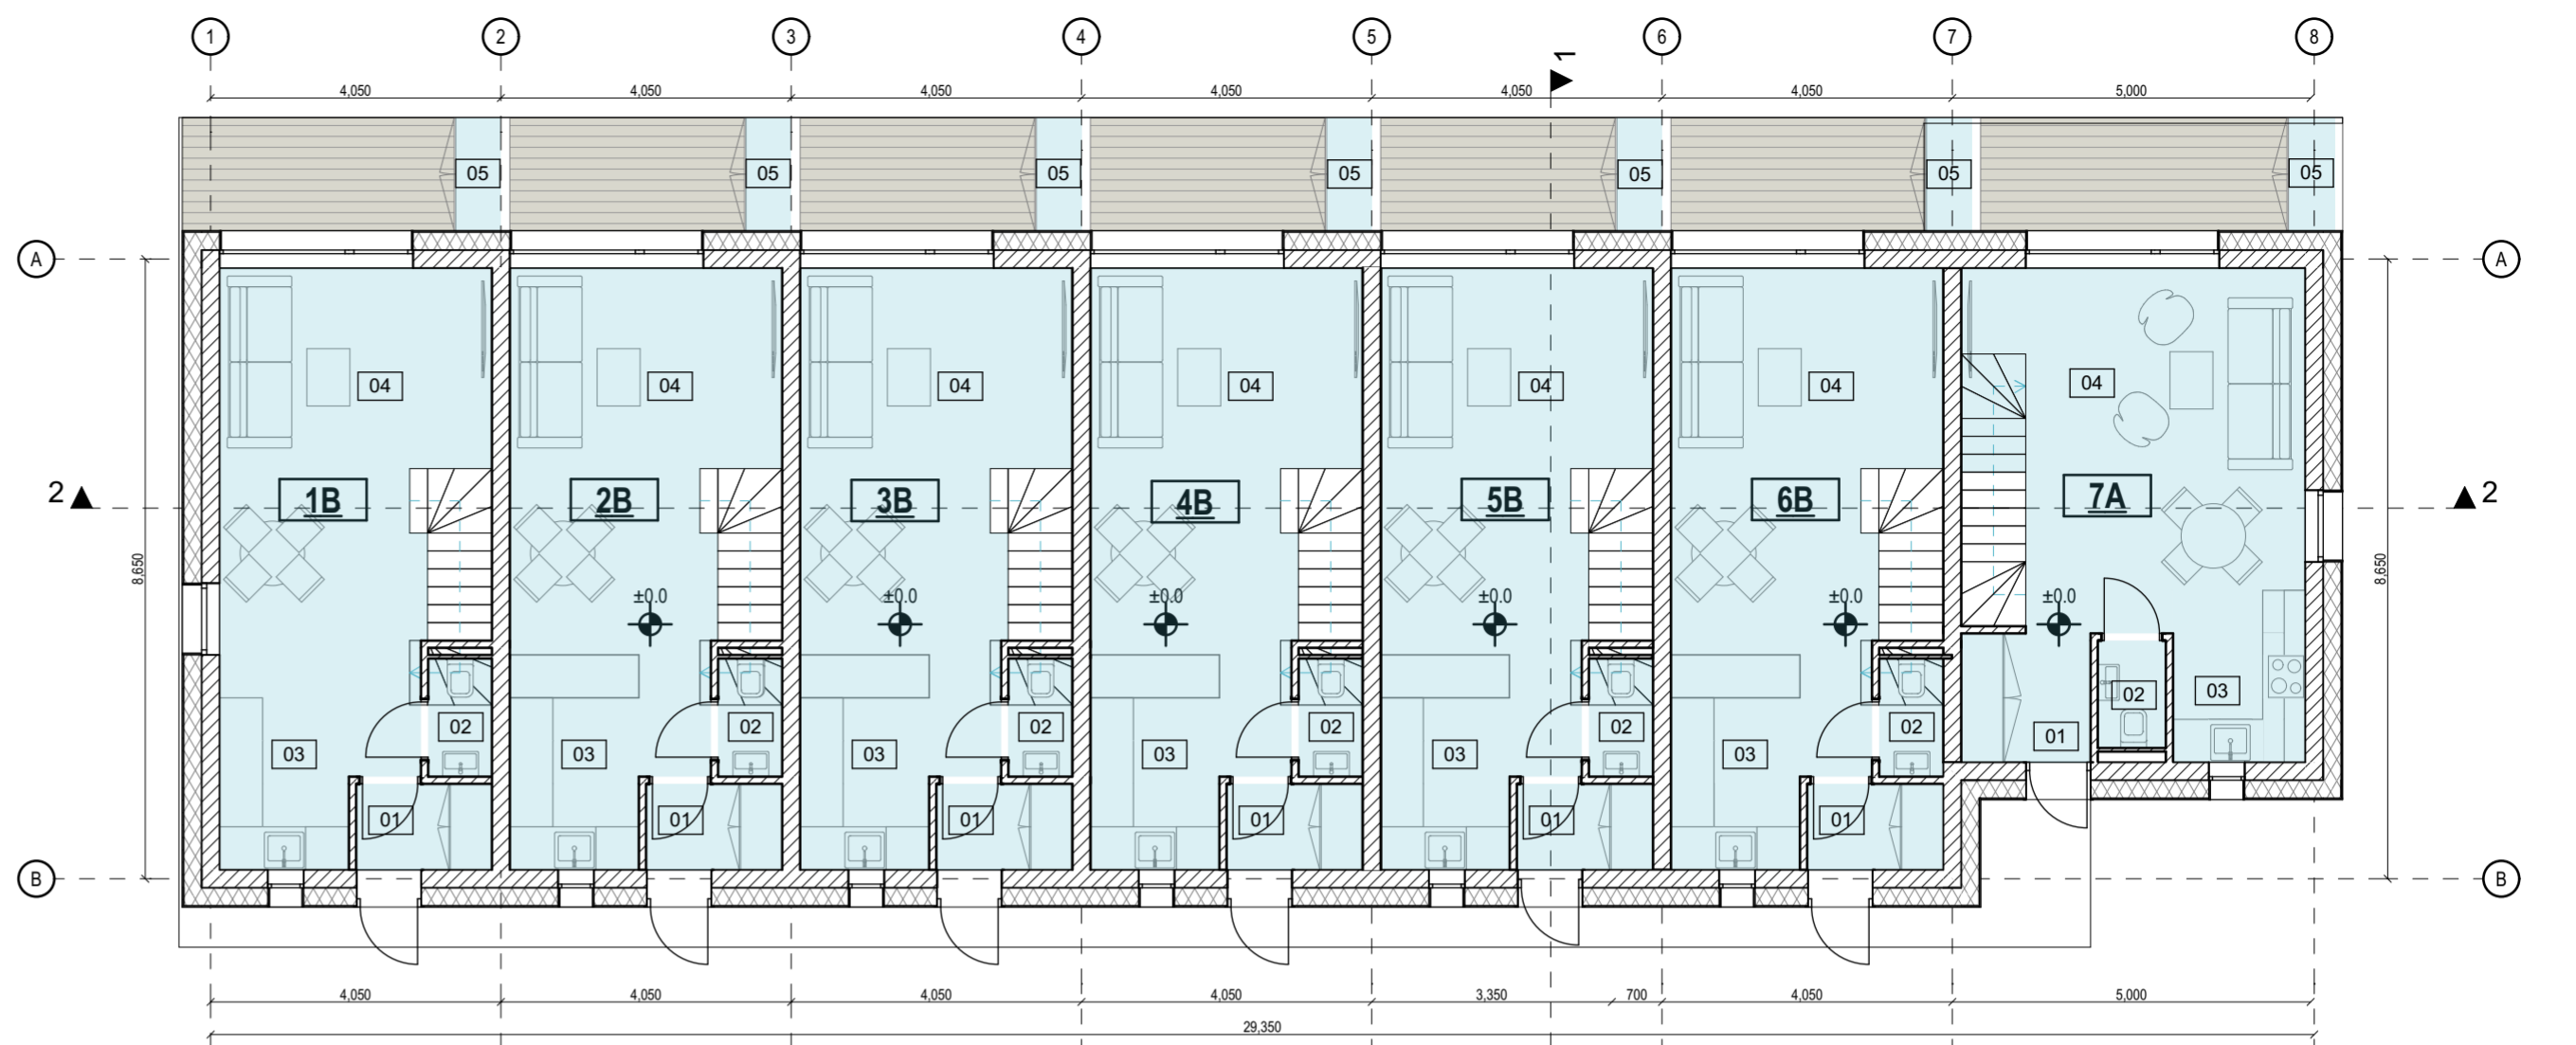 1 2 3 4 5 6 7 8
1
4,050 4,050 4,050 4,050 4,050 4,050 5,000
05 05 05 05 05 05 05
A A
04 04 04 04 04 04 04
2 1B 2B 3B 4B 5B 6B 7A 2
8,650 8,650
±0.0 ±0.0 ±0.0 ±0.0 ±0.0 ±0.0
02 03
02 02 02 02 02 02 01
03 03 03 03 03 03
01 01 01 01 01 01
B B
4,050 4,050 4,050 4,050 3,350 700 4,050 5,000
29,350